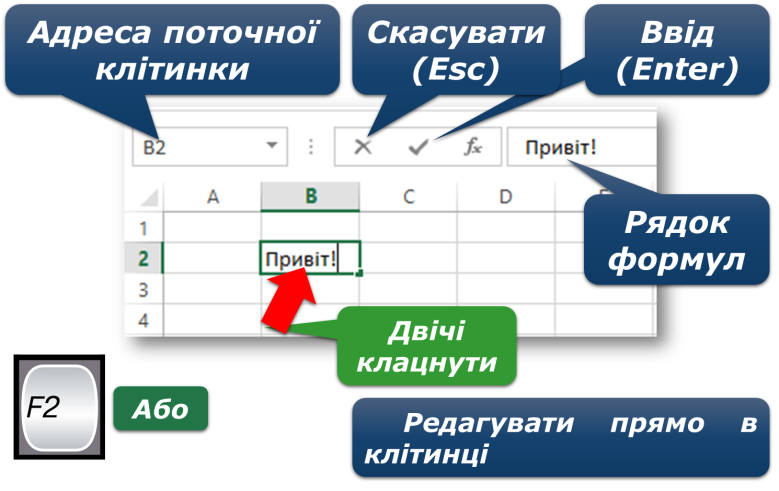 Адреса поточної
клітинки
Скасувати
(Esc)
Ввід
(Enter)
B2
fx
Привіт!
A B C D
1
2 Привіт!
3
4
Рядок
формул
Двічі
клацнути
F2
Або
Редагувати прямо в
клітинці